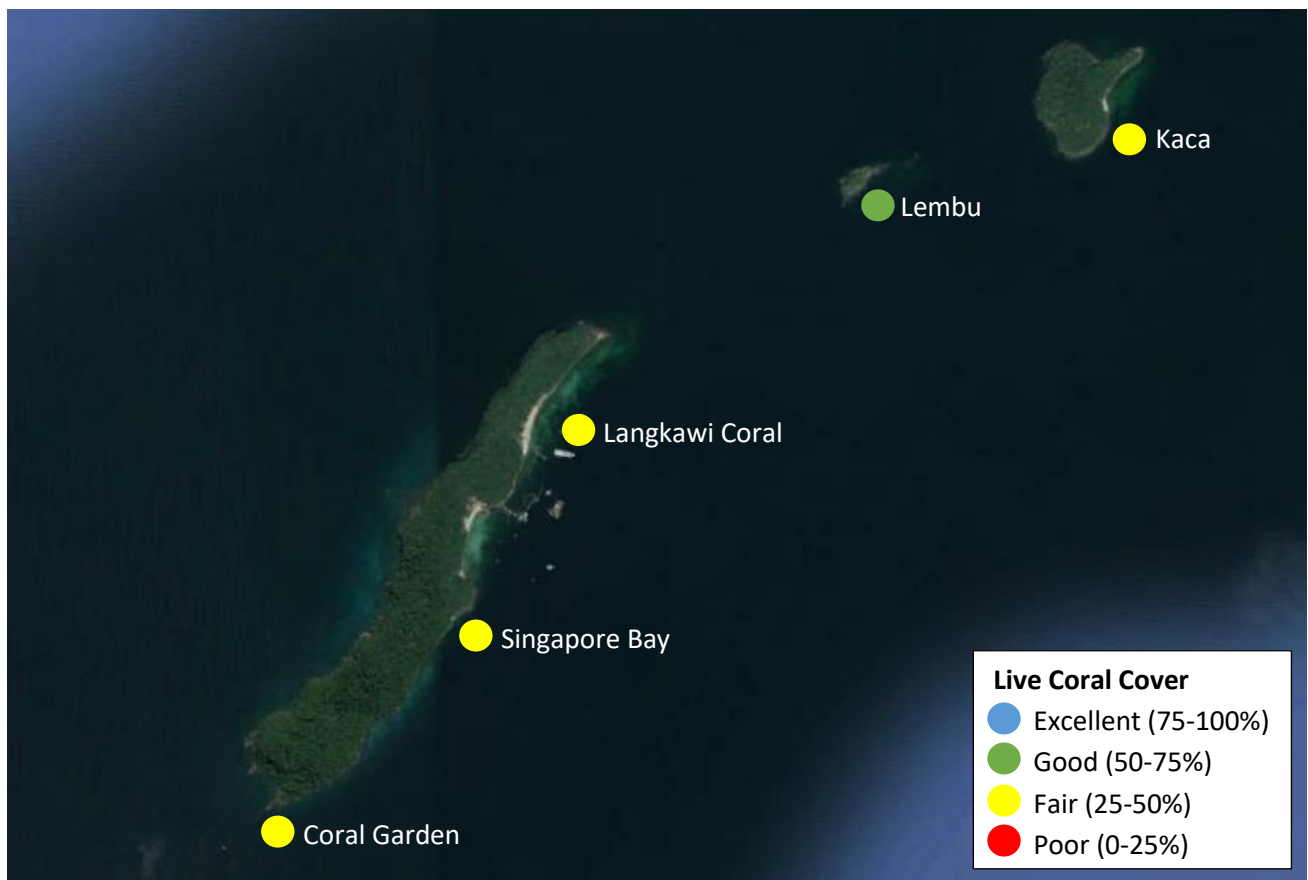 Kaca
Lembu
Langkawi Coral
Singapore Bay
Coral Garden
Live Coral Cover
Excellent (75-100%)
Good (50-75%)
Fair (25-50%)
Poor (0-25%)